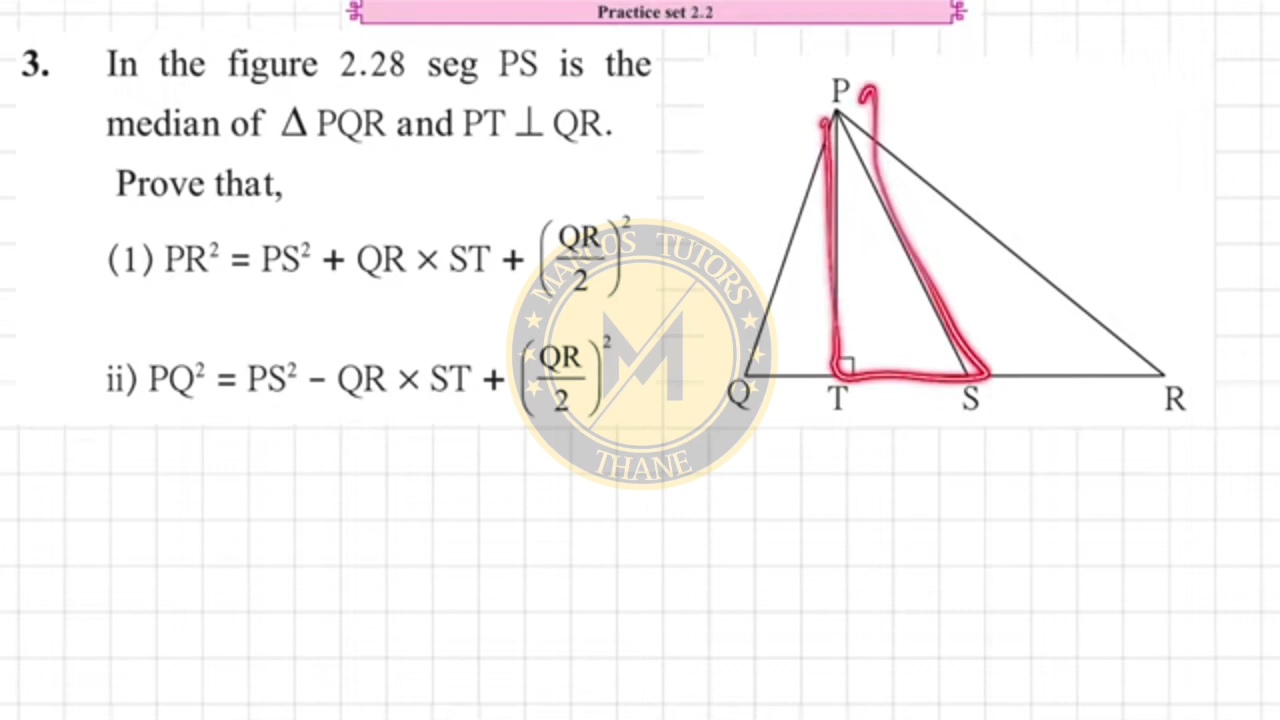 Practice set 2.2
3. In the figure 2.28 seg PS is the
median of Δ PQR and PT ⊥ QR.
Prove that,
(1) PR² = PS² + QR × ST + (QR/2)²
ii) PQ² = PS² − QR × ST + (QR/2)²
P
Q T S R
MARCOS TUTORS
M
THANE